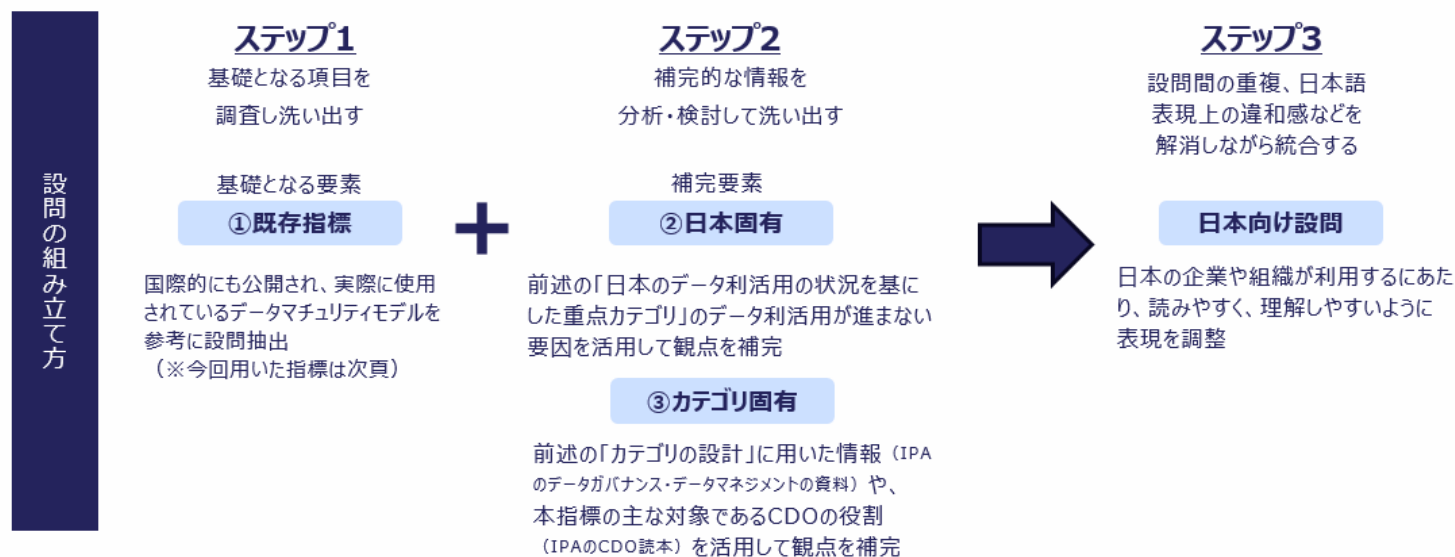 設問の組み立て方
ステップ1
基礎となる項目を
調査し洗い出す
基礎となる要素
①既存指標
国際的にも公開され、実際に使用
されているデータマチュリティモデルを
参考に設問抽出
（※今回用いた指標は次頁）
+
ステップ2
補完的な情報を
分析・検討して洗い出す
補完要素
②日本固有
前述の「日本のデータ利活用の状況を基に
した重点カテゴリ」のデータ利活用が進まない
要因を活用して観点を補完
③カテゴリ固有
前述の「カテゴリの設計」に用いた情報（IPA
のデータガバナンス・データマネジメントの資料）や、
本指標の主な対象であるCDOの役割
（IPAのCDO読本）を活用して観点を補完
ステップ3
設問間の重複、日本語
表現上の違和感などを
解消しながら統合する
日本向け設問
日本の企業や組織が利用するにあた
り、読みやすく、理解しやすいように
表現を調整